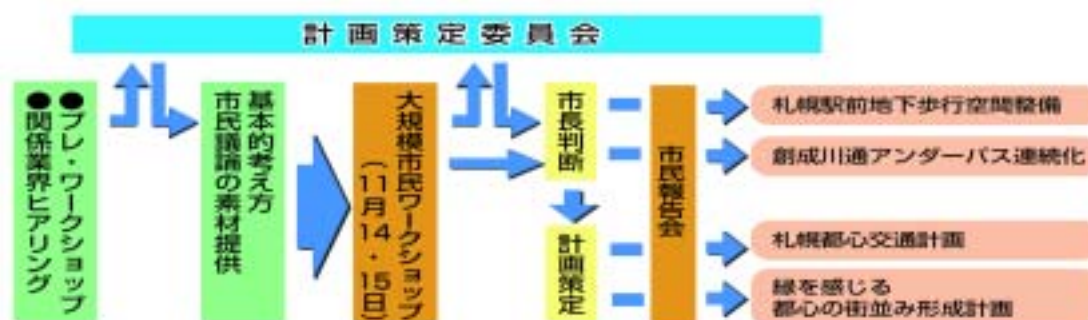 計画策定委員会
●プレ・ワークショップ
●関係業界ヒアリング
基本的考え方
市民議論の素材提供
大規模市民ワークショップ
(11月14・15日)
市長判断
計画策定
市民報告会
札幌駅前地下歩行空間整備
創成川通アンダーパス連続化
札幌都心交通計画
緑を感じる
都心の街並み形成計画